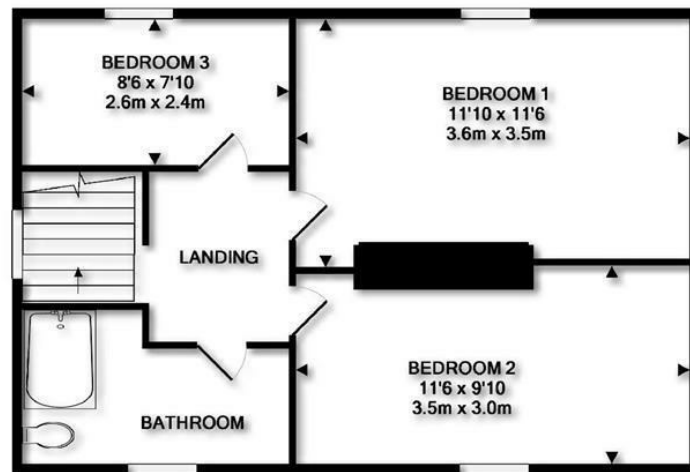 BEDROOM 3
8'6 x 7'10
2.6m x 2.4m
BEDROOM 1
11'10 x 11'6
3.6m x 3.5m
LANDING
BEDROOM 2
11'6 x 9'10
3.5m x 3.0m
BATHROOM